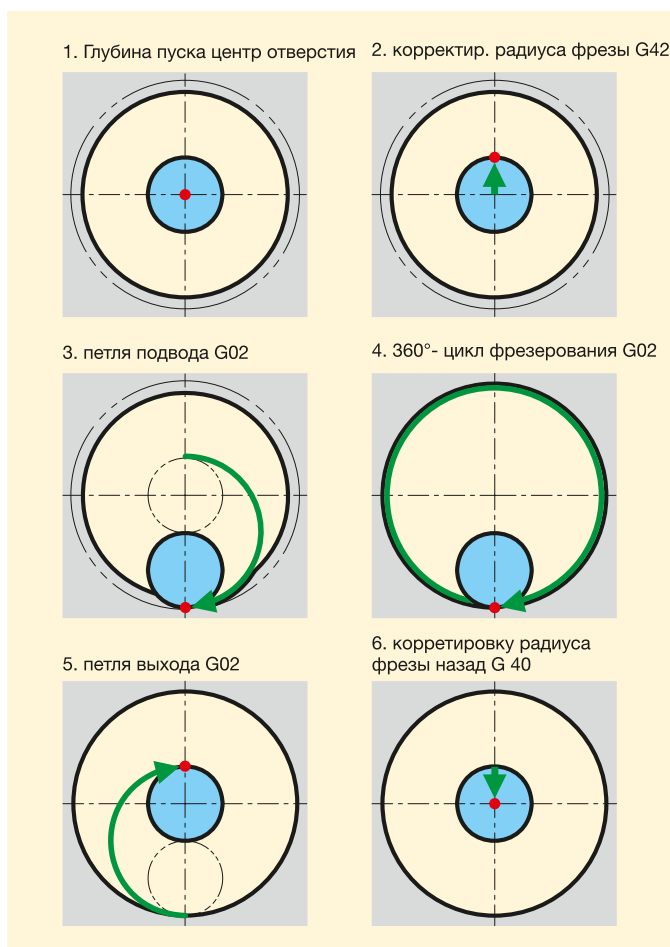 1. Глубина пуска центр отверстия
2. корректир. радиуса фрезы G42
3. петля подвода G02
4. 360°- цикл фрезерования G02
5. петля выхода G02
6. корретировку радиуса
фрезы назад G 40